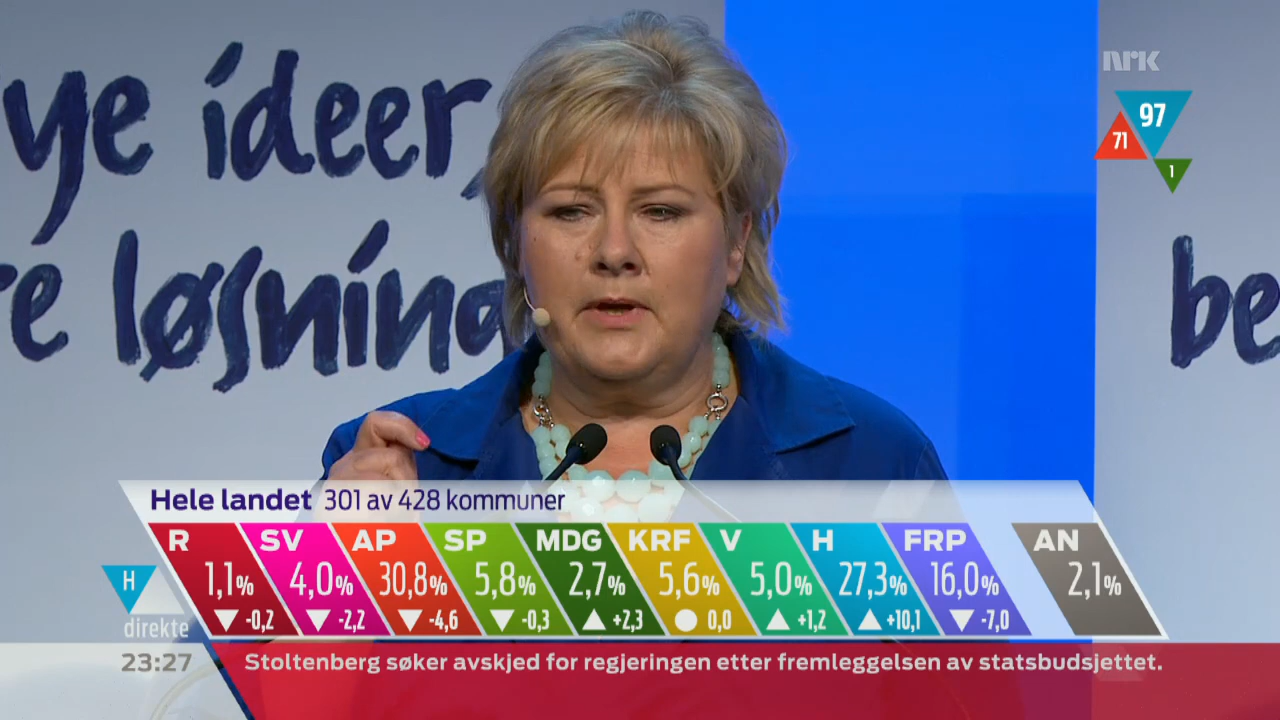 ye ideer,
re løsning
be
nrk
97
71
1
Hele landet 301 av 428 kommuner
R SV AP SP MDG KRF V H FRP AN
1,1% 4,0% 30,8% 5,8% 2,7% 5,6% 5,0% 27,3% 16,0% 2,1%
▼ -0,2 ▼ -2,2 ▼ -4,6 ▼ -0,3 ▲ +2,3 ● 0,0 ▲ +1,2 ▲ +10,1 ▼ -7,0
H
direkte
23:27 Stoltenberg søker avskjed for regjeringen etter fremleggelsen av statsbudsjettet.